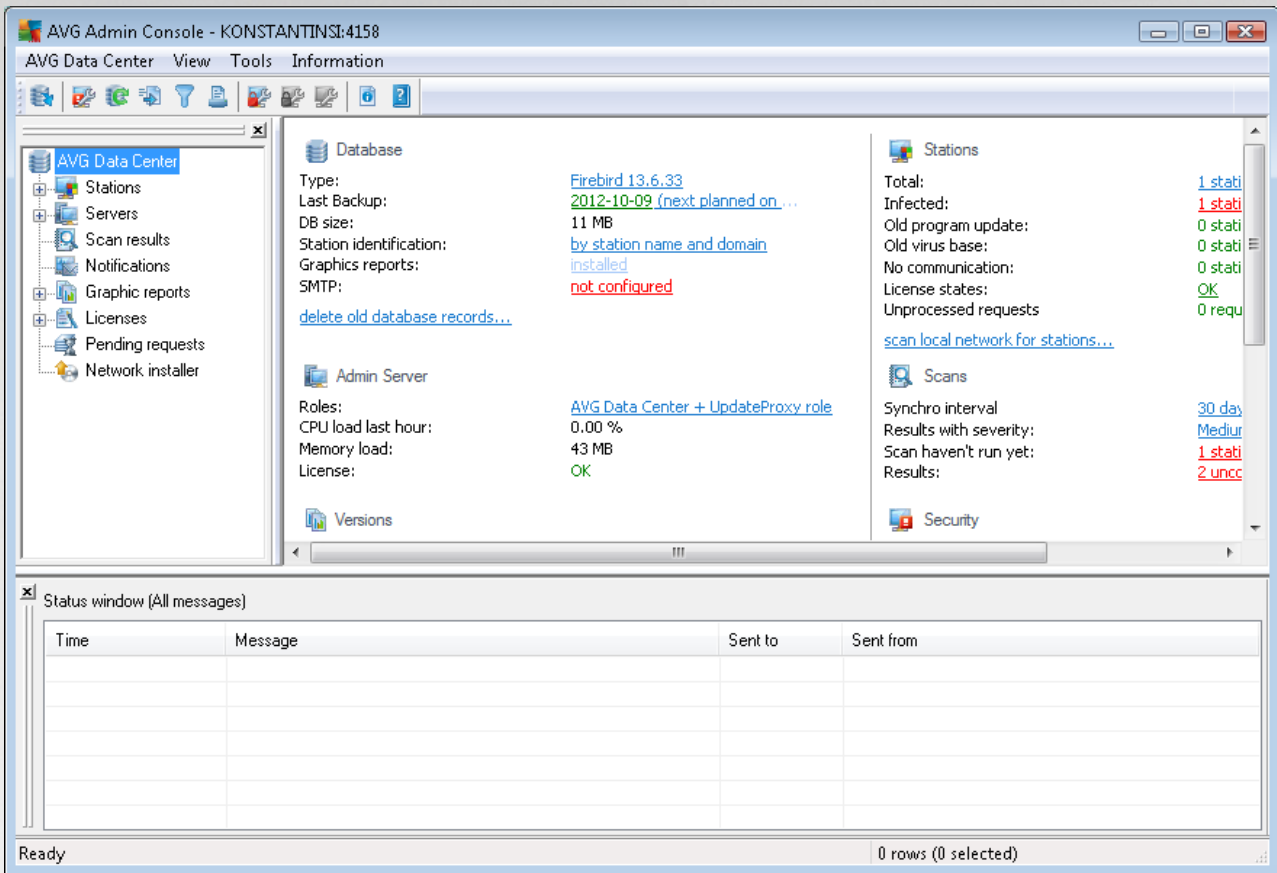 AVG Admin Console - KONSTANTINSI:4158
AVG Data Center View Tools Information
AVG Data Center
Stations
Servers
Scan results
Notifications
Graphic reports
Licenses
Pending requests
Network installer
Database
Type: Firebird 13.6.33
Last Backup: 2012-10-09 (next planned on ...
DB size: 11 MB
Station identification: by station name and domain
Graphics reports: installed
SMTP: not configured
delete old database records...
Admin Server
Roles: AVG Data Center + UpdateProxy role
CPU load last hour: 0.00 %
Memory load: 43 MB
License: OK
Versions
Stations
Total: 1 stati
Infected: 1 stati
Old program update: 0 stati
Old virus base: 0 stati
No communication: 0 stati
License states: OK
Unprocessed requests 0 requ
scan local network for stations...
Scans
Synchro interval 30 day
Results with severity: Mediur
Scan haven't run yet: 1 stati
Results: 2 unco
Security
Status window (All messages)
Time Message Sent to Sent from
Ready 0 rows (0 selected)